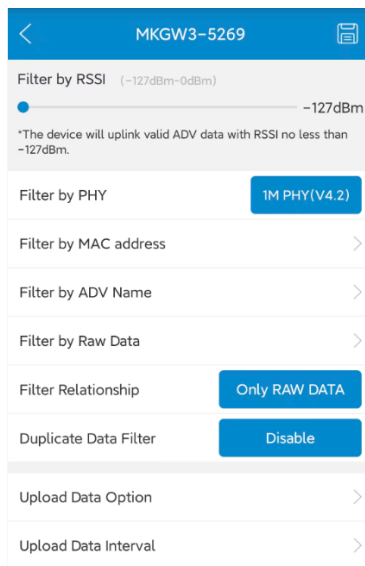 MKGW3-5269
Filter by RSSI (-127dBm-0dBm)
-127dBm
*The device will uplink valid ADV data with RSSI no less than
-127dBm.
Filter by PHY 1M PHY(V4.2)
Filter by MAC address
Filter by ADV Name
Filter by Raw Data
Filter Relationship Only RAW DATA
Duplicate Data Filter Disable
Upload Data Option
Upload Data Interval